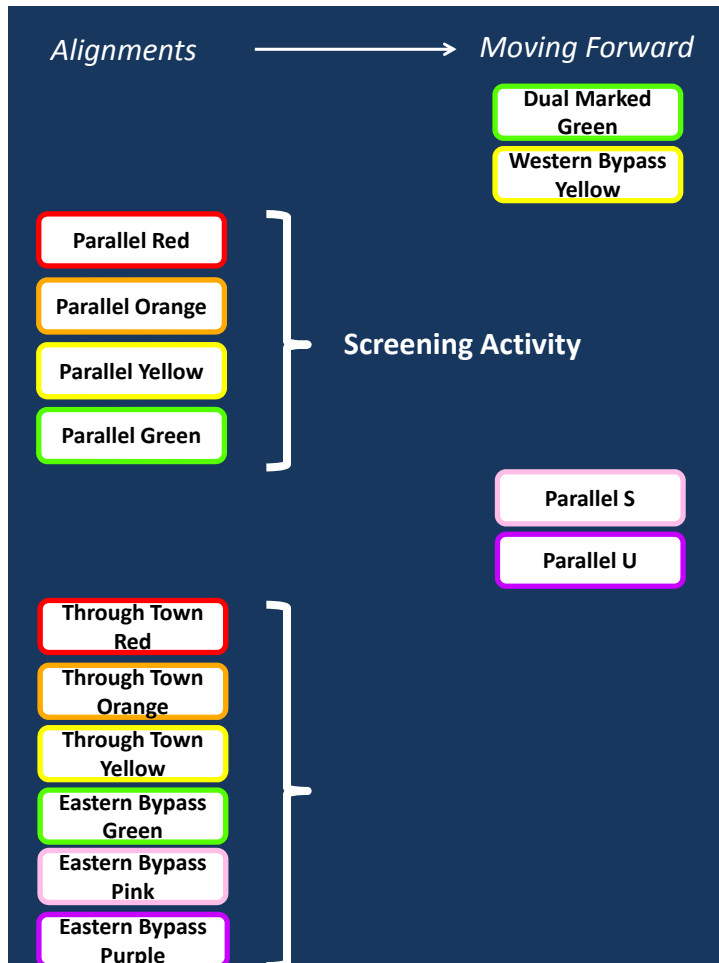 Alignments
Moving Forward
Dual Marked
Green
Western Bypass
Yellow
Parallel Red
Parallel Orange
Screening Activity
Parallel Yellow
Parallel Green
Parallel S
Parallel U
Through Town
Red
Through Town
Orange
Through Town
Yellow
Eastern Bypass
Green
Eastern Bypass
Pink
Eastern Bypass
Purple